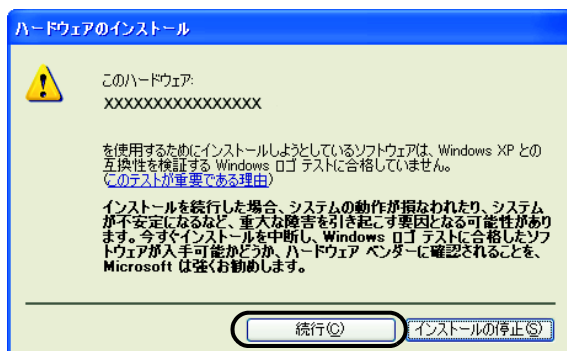 ハードウェアのインストール
このハードウェア:
XXXXXXXXXXXXXXXX
を使用するためにインストールしようとしているソフトウェアは、Windows XP との
互換性を検証する Windows ロゴ テストに合格していません。
(このテストが重要である理由)
インストールを続行した場合、システムの動作が損なわれたり、システム
が不安定になるなど、重大な障害を引き起こす要因となる可能性があり
ます。今すぐインストールを中断し、Windows ロゴ テストに合格したソフ
トウェアが入手可能かどうか、ハードウェア ベンダーに確認されることを、
Microsoft は強くお勧めします。
続行(C)
インストールの停止(S)